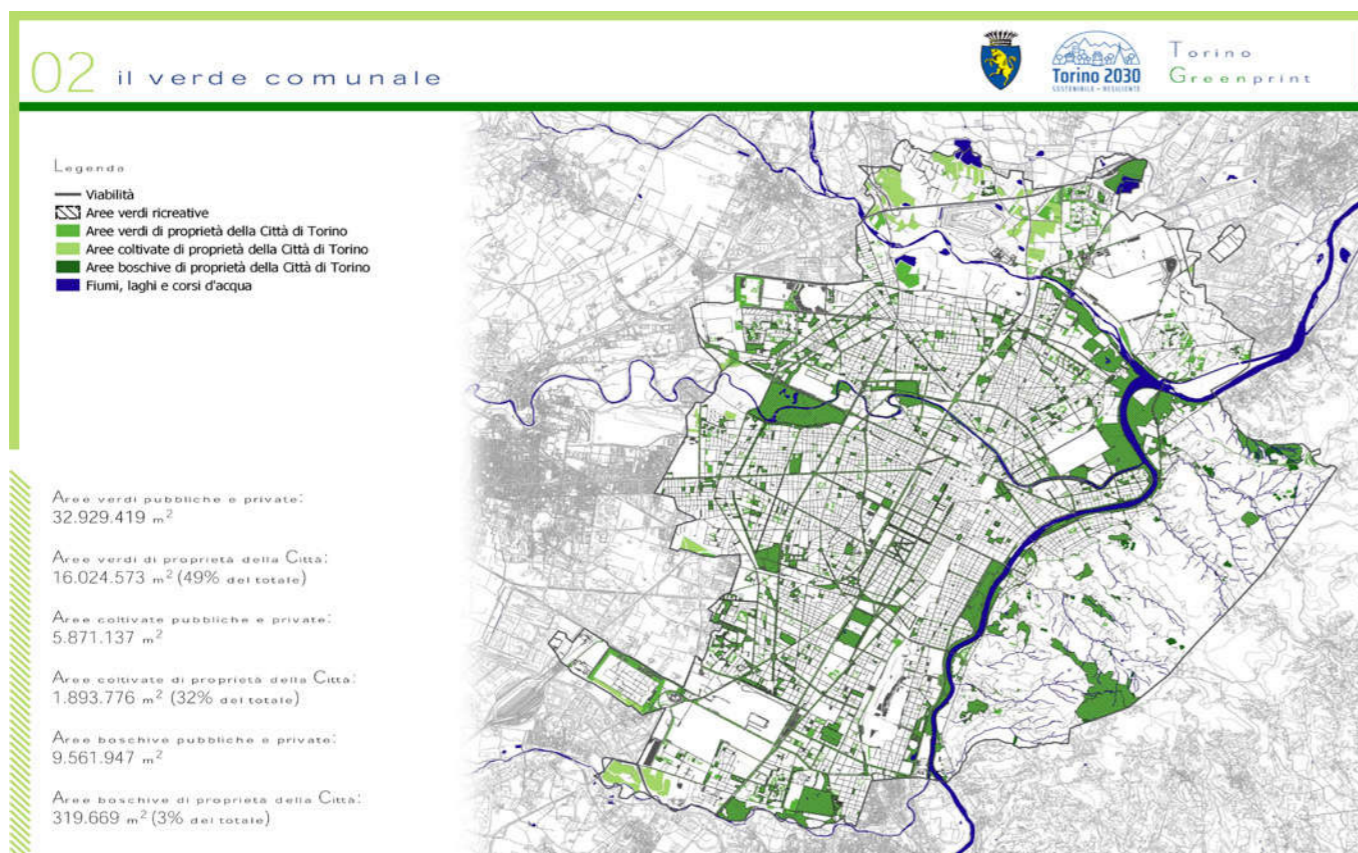 02 il verde comunale
Torino 2030
SOSTENIBILE - RESILIENTE
Torino
Greenprint
Legenda
Viabilità
Aree verdi ricreative
Aree verdi di proprietà della Città di Torino
Aree coltivate di proprietà della Città di Torino
Aree boschive di proprietà della Città di Torino
Fiumi, laghi e corsi d'acqua
Aree verdi pubbliche e private:
32.929.419 m²
Aree verdi di proprietà della Città:
16.024.573 m² (49% del totale)
Aree coltivate pubbliche e private:
5.871.137 m²
Aree coltivate di proprietà della Città:
1.893.776 m² (32% del totale)
Aree boschive pubbliche e private:
9.561.947 m²
Aree boschive di proprietà della Città:
319.669 m² (3% del totale)